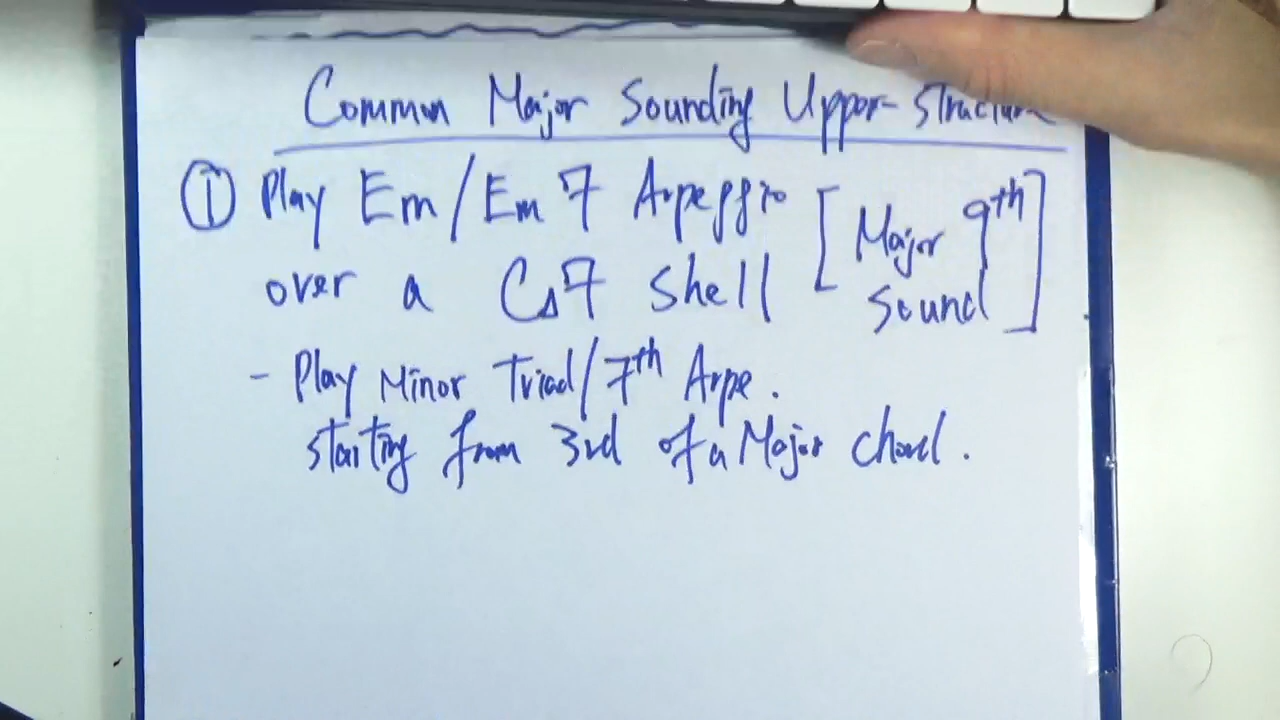 Common Major Sounding Upper-structure
① Play Em/Em7 Arpeggio
over a C△7 shell
[Major 9th
sound]
- Play Minor Triad/7th Arpe.
starting from 3rd of a Major chord.